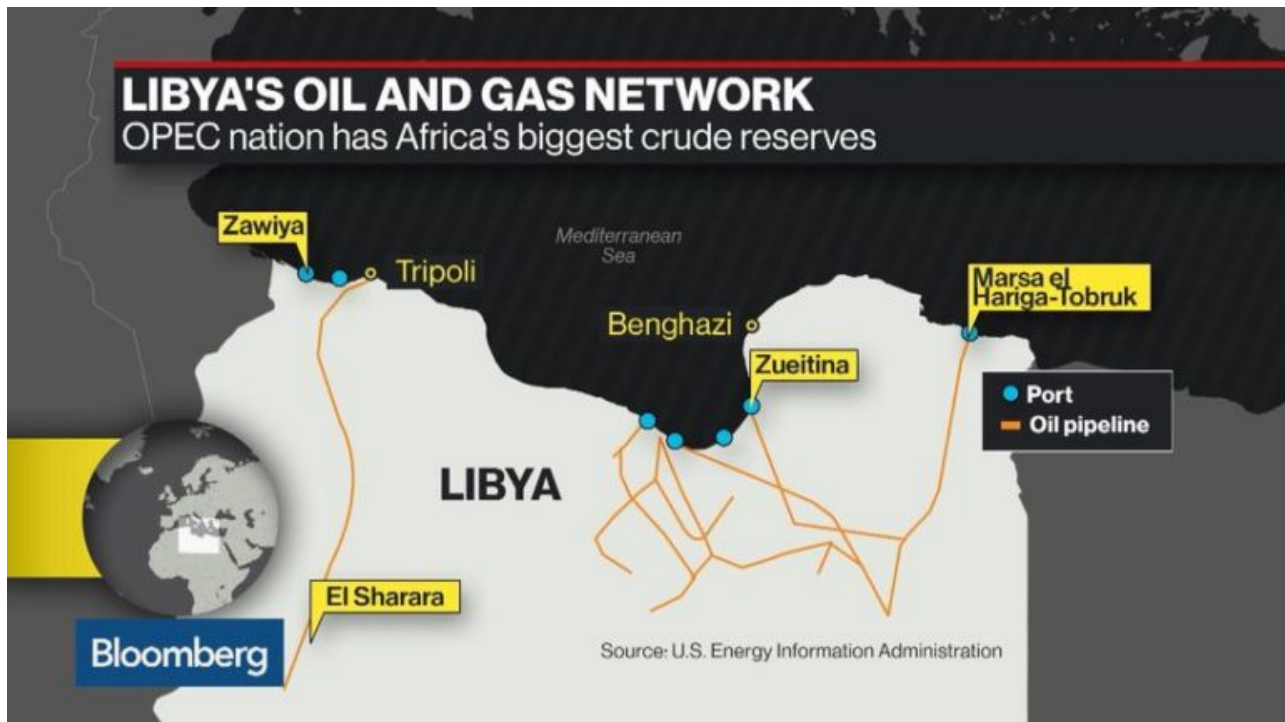 LIBYA'S OIL AND GAS NETWORK
OPEC nation has Africa's biggest crude reserves
Zawiya
Mediterranean
Sea
Tripoli
Marsa el
Hariga-Tobruk
Benghazi
Zueitina
Port
Oil pipeline
LIBYA
El Sharara
Bloomberg
Source: U.S. Energy Information Administration